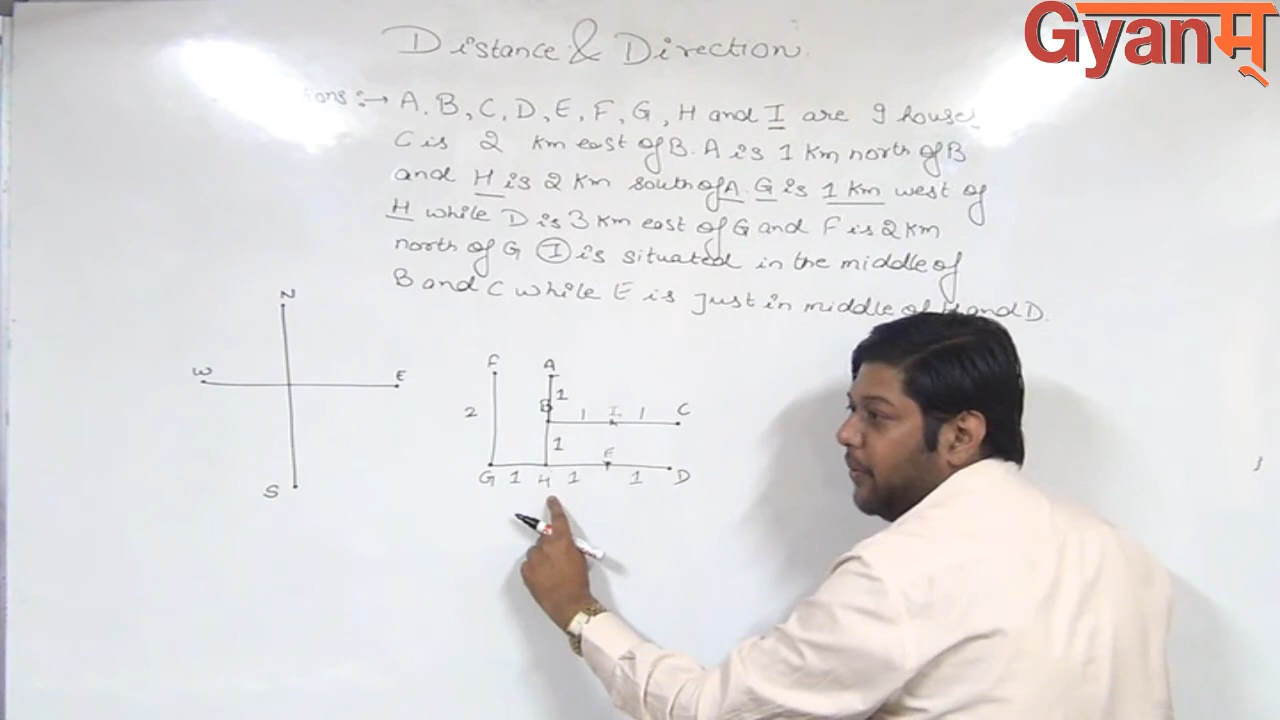 Gyanम्
Distance & Direction
ons :→ A, B, C, D, E, F, G, H and I are 9 house
C is 2 km east of B. A is 1 km north of B
and H is 2 km south of A. G is 1 km west of
H while D is 3 km east of G and F is 2 km
north of G I is situated in the middle of
B and C while E is just in middle of H and D.
N
W E
S
F A
2 B 1 1 I 1 C
1 E
G 1 H 1 1 D